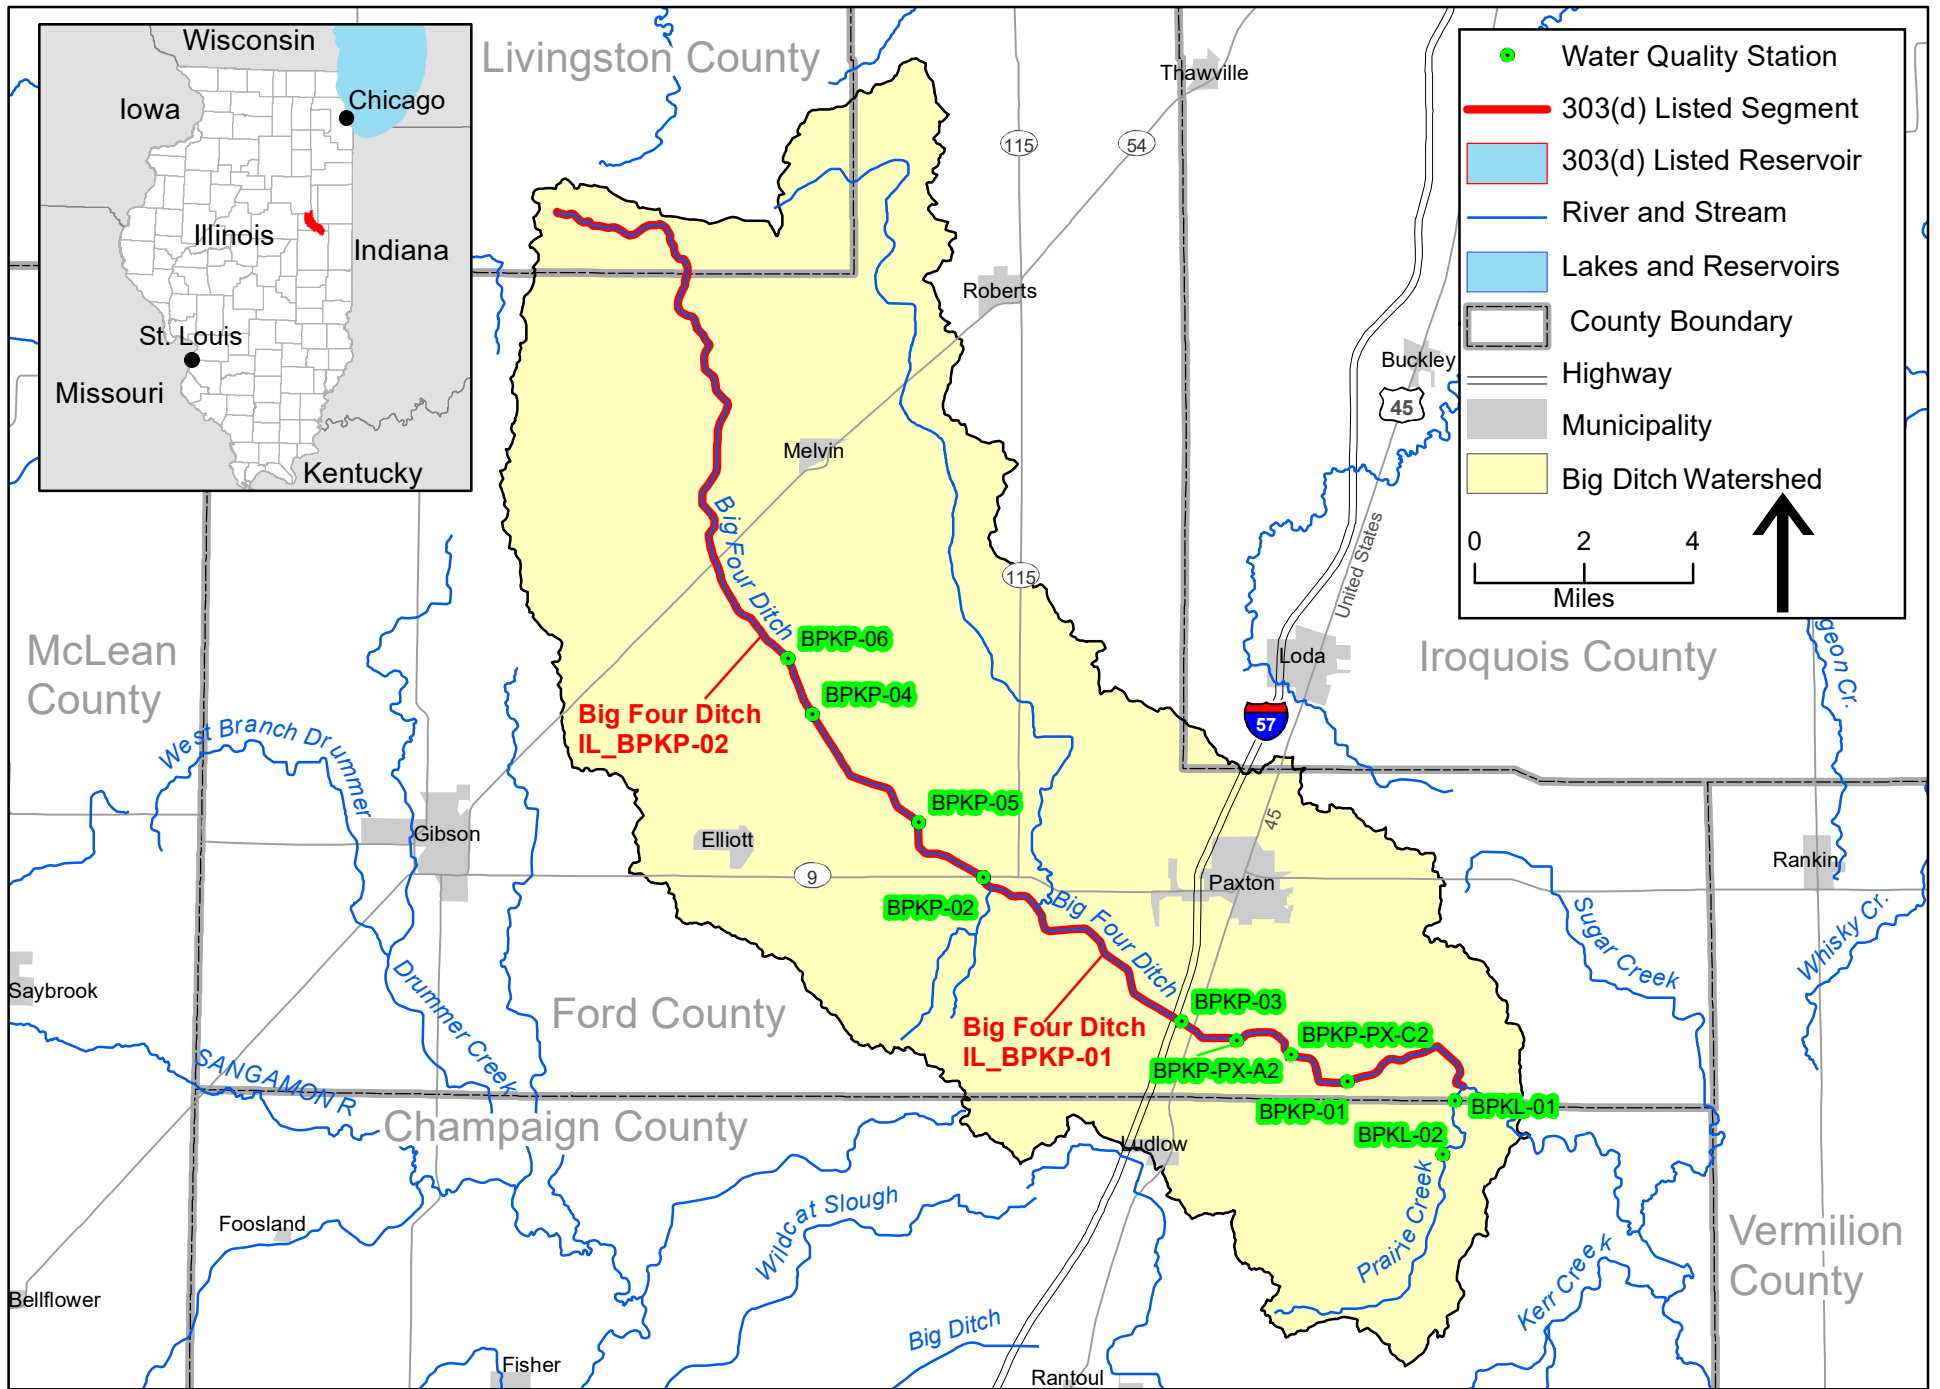 Wisconsin
Iowa
Chicago
Illinois
Indiana
St. Louis
Missouri
Kentucky
Livingston County
Thawville
115
54
Roberts
Buckley
45
Melvin
Big Four Ditch
115
United States
McLean
County
BPKP-06
BPKP-04
Big Four Ditch
IL_BPKP-02
Loda
Iroquois County
geon Cr.
57
West Branch Drummer
Gibson
BPKP-05
Elliott
9
45
Paxton
Rankin
BPKP-02
Big Four Ditch
Sugar Creek
Whisky Cr.
Saybrook
Drummer Creek
Ford County
BPKP-03
Big Four Ditch
IL_BPKP-01
BPKP-PX-C2
BPKP-PX-A2
SANGAMON R
BPKP-01
BPKL-01
Champaign County
BPKL-02
Ludlow
Prairie Creek
Wildcat Slough
Foosland
Vermilion
County
Kerr Creek
Bellflower
Big Ditch
Fisher
Rantoul
Water Quality Station
303(d) Listed Segment
303(d) Listed Reservoir
River and Stream
Lakes and Reservoirs
County Boundary
Highway
Municipality
Big Ditch Watershed
0 2 4
Miles